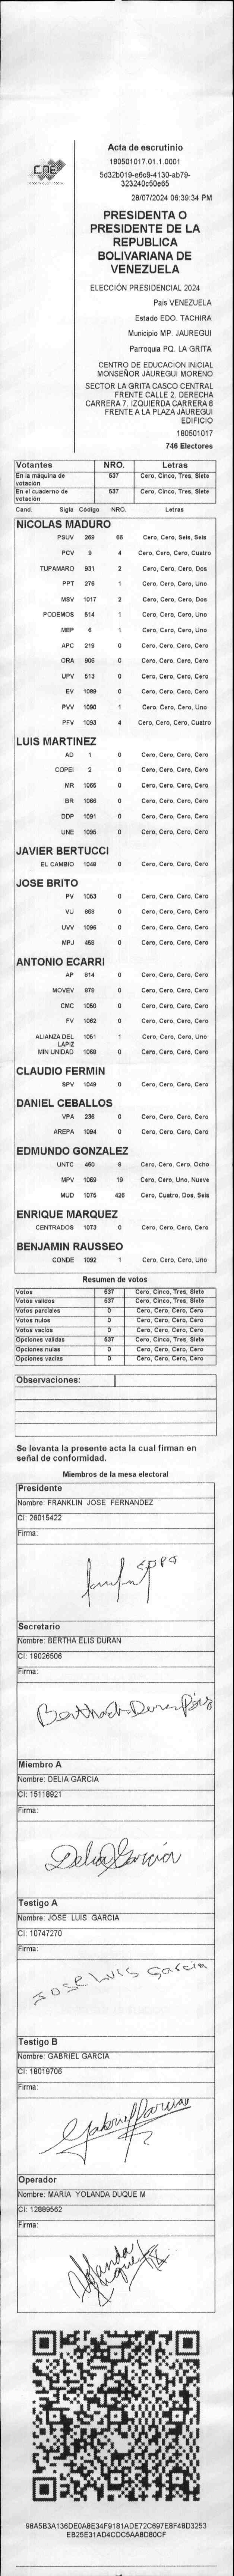 CNE
Acta de escrutinio
180501017.01.1.0001
5d32b019-e6c9-4130-ab79-
323240c50e65
28/07/2024 06:39:34 PM
PRESIDENTA O
PRESIDENTE DE LA
REPUBLICA
BOLIVARIANA DE
VENEZUELA
ELECCIÓN PRESIDENCIAL 2024
Pais VENEZUELA
Estado EDO. TACHIRA
Municipio MP. JAUREGUI
Parroquia PQ. LA GRITA
CENTRO DE EDUCACION INICIAL
MONSEÑOR JÁUREGUI MORENO
SECTOR LA GRITA CASCO CENTRAL
FRENTE CALLE 2. DERECHA
CARRERA 7. IZQUIERDA CARRERA 8
FRENTE A LA PLAZA JÁUREGUI
EDIFICIO
180501017
746 Electores
Votantes NRO. Letras
En la máquina de votación 537 Cero, Cinco, Tres, Siete
En el cuaderno de votación 537 Cero, Cinco, Tres, Siete
Cand. Sigla Código NRO. Letras
NICOLAS MADURO
PSUV 269 66 Cero, Cero, Seis, Seis
PCV 9 4 Cero, Cero, Cero, Cuatro
TUPAMARO 931 2 Cero, Cero, Cero, Dos
PPT 276 1 Cero, Cero, Cero, Uno
MSV 1017 2 Cero, Cero, Cero, Dos
PODEMOS 514 1 Cero, Cero, Cero, Uno
MEP 6 1 Cero, Cero, Cero, Uno
APC 219 0 Cero, Cero, Cero, Cero
ORA 906 0 Cero, Cero, Cero, Cero
UPV 513 0 Cero, Cero, Cero, Cero
EV 1089 0 Cero, Cero, Cero, Cero
PVV 1090 1 Cero, Cero, Cero, Uno
PFV 1093 4 Cero, Cero, Cero, Cuatro
LUIS MARTINEZ
AD 1 0 Cero, Cero, Cero, Cero
COPEI 2 0 Cero, Cero, Cero, Cero
MR 1055 0 Cero, Cero, Cero, Cero
BR 1066 0 Cero, Cero, Cero, Cero
DDP 1091 0 Cero, Cero, Cero, Cero
UNE 1095 0 Cero, Cero, Cero, Cero
JAVIER BERTUCCI
EL CAMBIO 1048 0 Cero, Cero, Cero, Cero
JOSE BRITO
PV 1053 0 Cero, Cero, Cero, Cero
VU 868 0 Cero, Cero, Cero, Cero
UVV 1096 0 Cero, Cero, Cero, Cero
MPJ 458 0 Cero, Cero, Cero, Cero
ANTONIO ECARRI
AP 814 0 Cero, Cero, Cero, Cero
MOVEV 878 0 Cero, Cero, Cero, Cero
CMC 1050 0 Cero, Cero, Cero, Cero
FV 1062 0 Cero, Cero, Cero, Cero
ALIANZA DEL LAPIZ 1051 1 Cero, Cero, Cero, Uno
MIN UNIDAD 1068 0 Cero, Cero, Cero, Cero
CLAUDIO FERMIN
SPV 1049 0 Cero, Cero, Cero, Cero
DANIEL CEBALLOS
VPA 236 0 Cero, Cero, Cero, Cero
AREPA 1094 0 Cero, Cero, Cero, Cero
EDMUNDO GONZALEZ
UNTC 460 8 Cero, Cero, Cero, Ocho
MPV 1069 19 Cero, Cero, Uno, Nueve
MUD 1075 426 Cero, Cuatro, Dos, Seis
ENRIQUE MARQUEZ
CENTRADOS 1073 0 Cero, Cero, Cero, Cero
BENJAMIN RAUSSEO
CONDE 1092 1 Cero, Cero, Cero, Uno
Resumen de votos
Votos 537 Cero, Cinco, Tres, Siete
Votos validos 537 Cero, Cinco, Tres, Siete
Votos parciales 0 Cero, Cero, Cero, Cero
Votos nulos 0 Cero, Cero, Cero, Cero
Votos vacios 0 Cero, Cero, Cero, Cero
Opciones validas 537 Cero, Cinco, Tres, Siete
Opciones nulas 0 Cero, Cero, Cero, Cero
Opciones vacias 0 Cero, Cero, Cero, Cero
Observaciones:
Se levanta la presente acta la cual firman en
señal de conformidad.
Miembros de la mesa electoral
Presidente
Nombre: FRANKLIN JOSE FERNANDEZ
CI: 26015422
Firma:
Secretario
Nombre: BERTHA ELIS DURAN
CI: 19026506
Firma:
Bertha de Duran Pérez
Miembro A
Nombre: DELIA GARCIA
CI: 15118921
Firma:
Delia Garcia
Testigo A
Nombre: JOSE LUIS GARCIA
CI: 10747270
Firma:
JOSE LUIS Garcia
Testigo B
Nombre: GABRIEL GARCIA
CI: 18019706
Firma:
Gabriel Garcia
Operador
Nombre: MARIA YOLANDA DUQUE M
CI: 12889562
Firma:
Yolanda Duque
98A5B3A136DE0A8E34F9181ADE72C697EBF48D3253
EB25E31AD4CDC5AA8D80CF